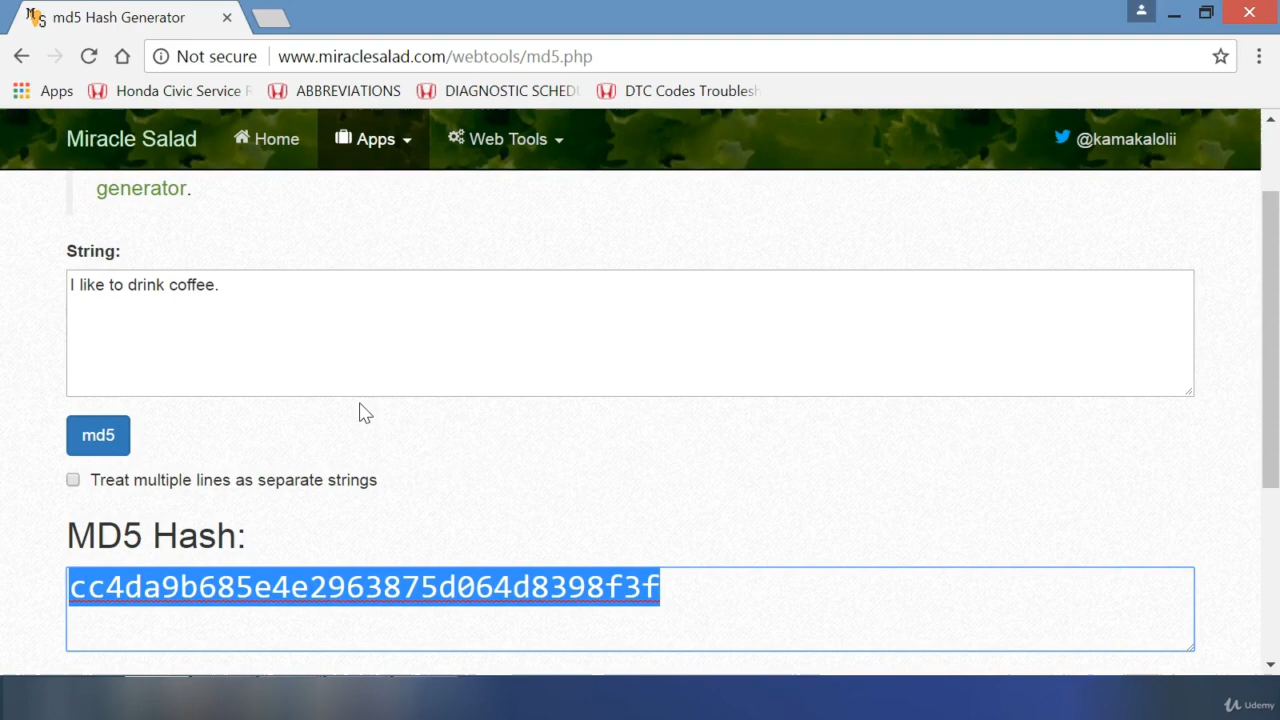 md5 Hash Generator
Not secure www.miraclesalad.com/webtools/md5.php
Apps Honda Civic Service ABBREVIATIONS DIAGNOSTIC SCHED DTC Codes Troubles
Miracle Salad Home Apps Web Tools @kamakalolii
generator.
String:
I like to drink coffee.
md5
Treat multiple lines as separate strings
MD5 Hash:
cc4da9b685e4e2963875d064d8398f3f
Udemy